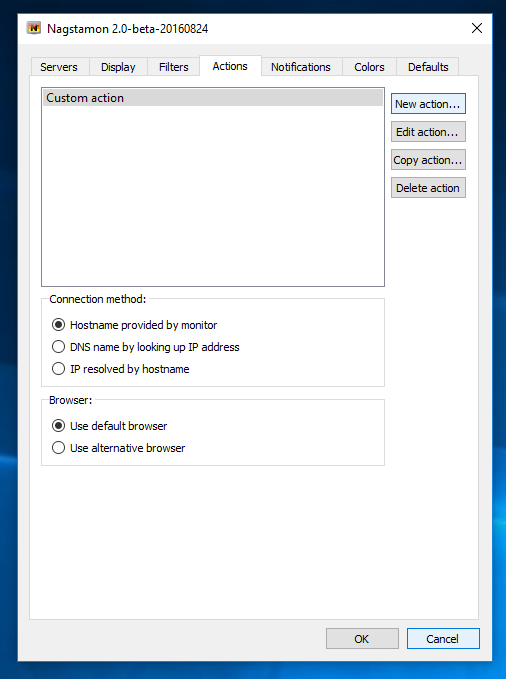 Nagstamon 2.0-beta-20160824
Servers Display Filters Actions Notifications Colors Defaults
Custom action
New action...
Edit action...
Copy action...
Delete action
Connection method:
Hostname provided by monitor
DNS name by looking up IP address
IP resolved by hostname
Browser:
Use default browser
Use alternative browser
OK Cancel